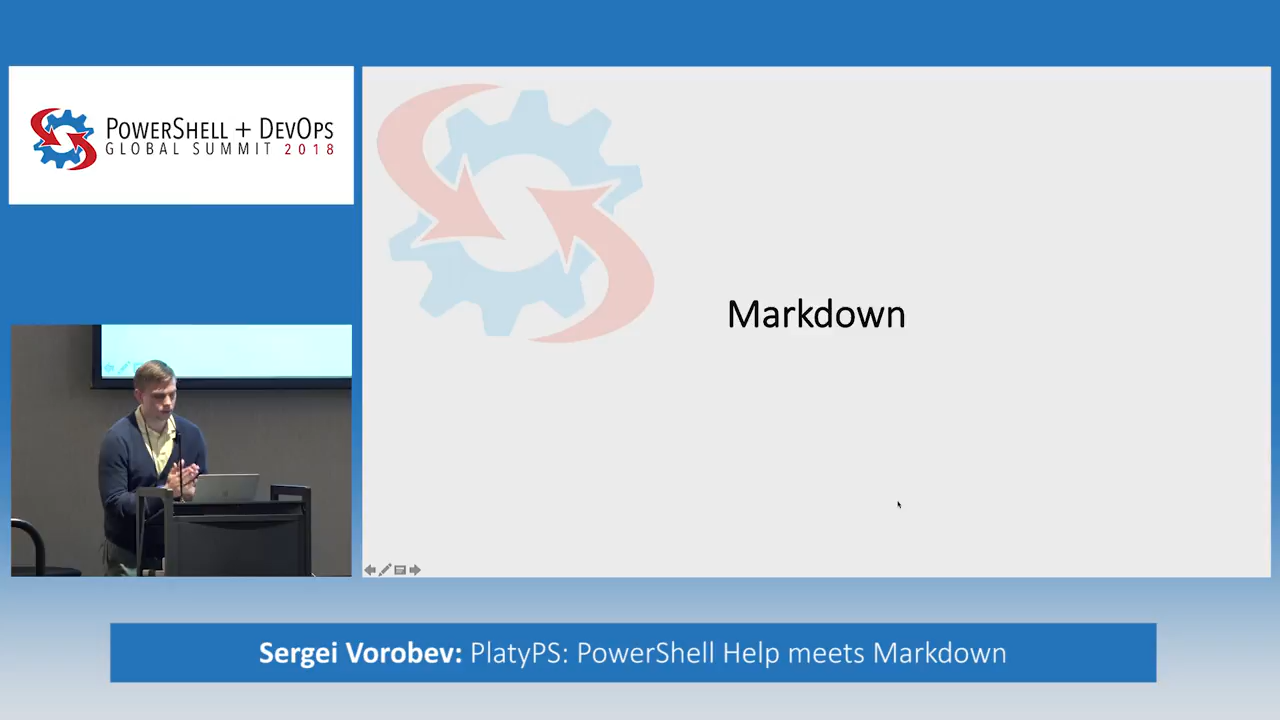 POWERSHELL + DEVOPS
GLOBAL SUMMIT 2018
Markdown
Sergei Vorobev: PlatyPS: PowerShell Help meets Markdown